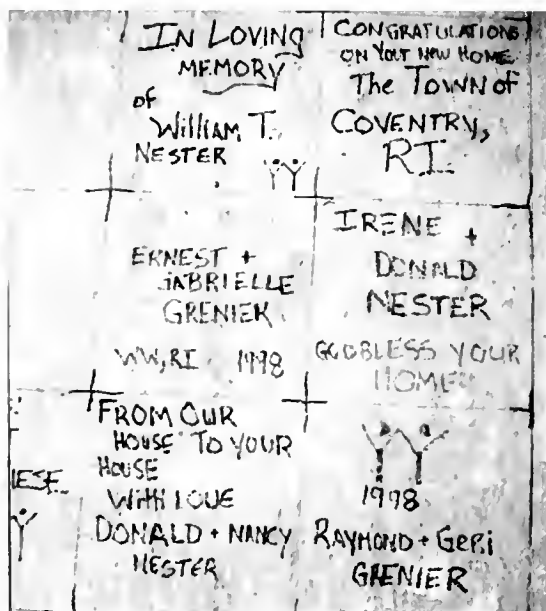 IN LOVING
MEMORY
of
William T.
NESTER
CONGRATULATIONS
ON YOUR NEW HOME
The TOWN of
COVENTRY,
RI.
ERNEST +
GABRIELLE
GRENIER
WW, RI 1998
IRENE +
DONALD
NESTER
GOD BLESS YOUR
HOME
IESE
FROM OUR
HOUSE TO YOUR
HOUSE
WITH LOVE
DONALD + NANCY
NESTER
1998
RAYMOND + GERI
GRENIER